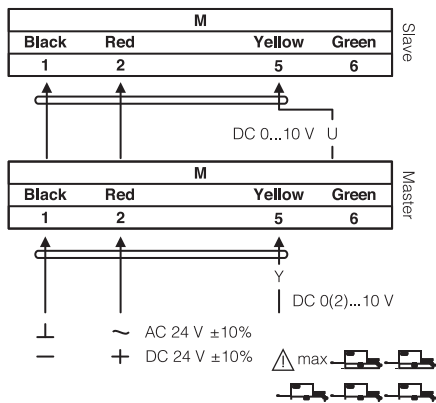 M
Black Red Yellow Green
1 2 5 6
Slave
DC 0...10 V U
M
Black Red Yellow Green
1 2 5 6
Master
Y
DC 0(2)...10 V
⊥ ~ AC 24 V ±10%
− + DC 24 V ±10%
max